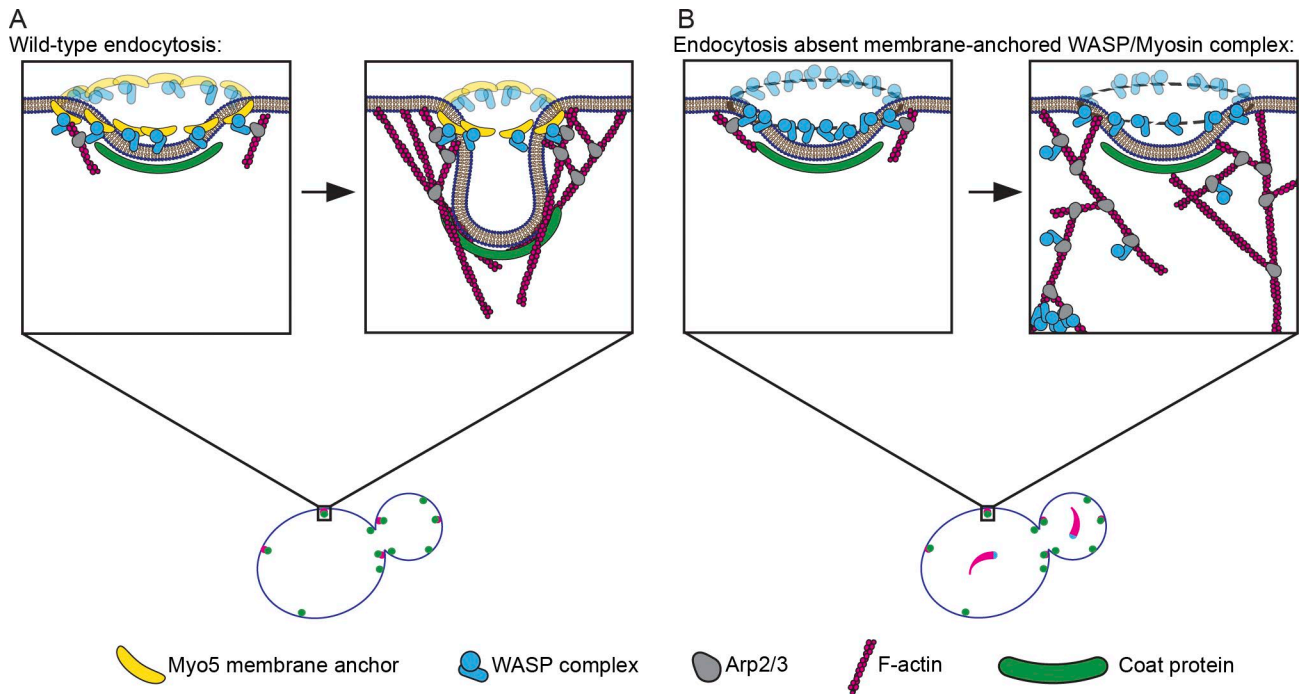 A
Wild-type endocytosis:
B
Endocytosis absent membrane-anchored WASP/Myosin complex:
Myo5 membrane anchor
WASP complex
Arp2/3
F-actin
Coat protein